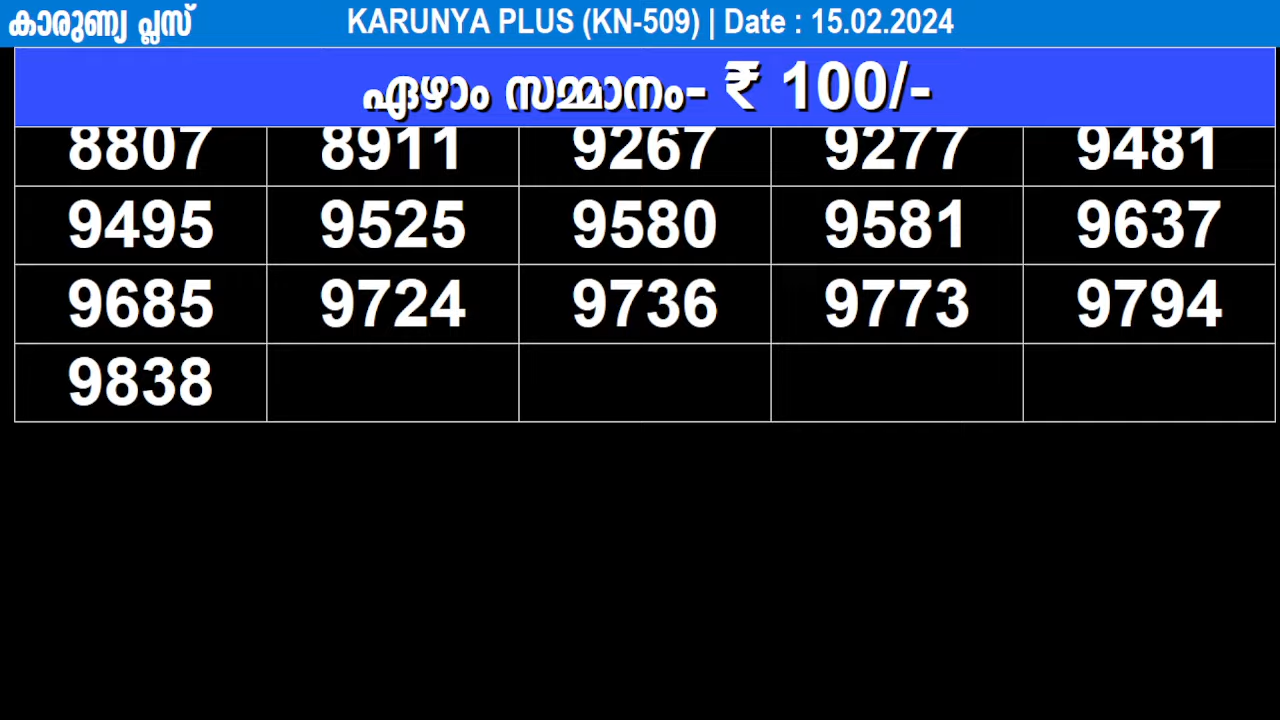 കാരുണ്യ പ്ലസ് KARUNYA PLUS (KN-509) | Date : 15.02.2024
ഏഴാം സമ്മാനം- ₹ 100/-
8807 8911 9267 9277 9481
9495 9525 9580 9581 9637
9685 9724 9736 9773 9794
9838